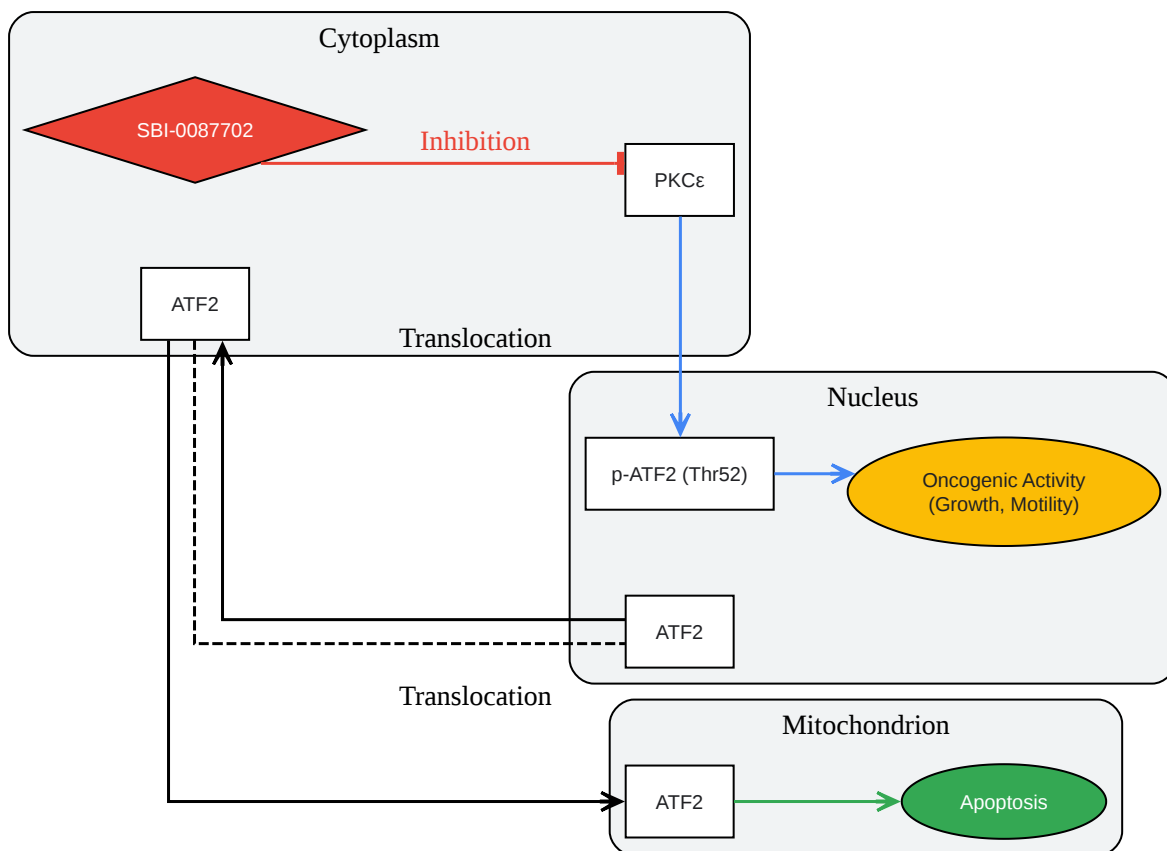 Cytoplasm
SBI-0087702
Inhibition
PKCε
ATF2
Translocation
Nucleus
p-ATF2 (Thr52)
Oncogenic Activity
(Growth, Motility)
ATF2
Translocation
Mitochondrion
ATF2
Apoptosis